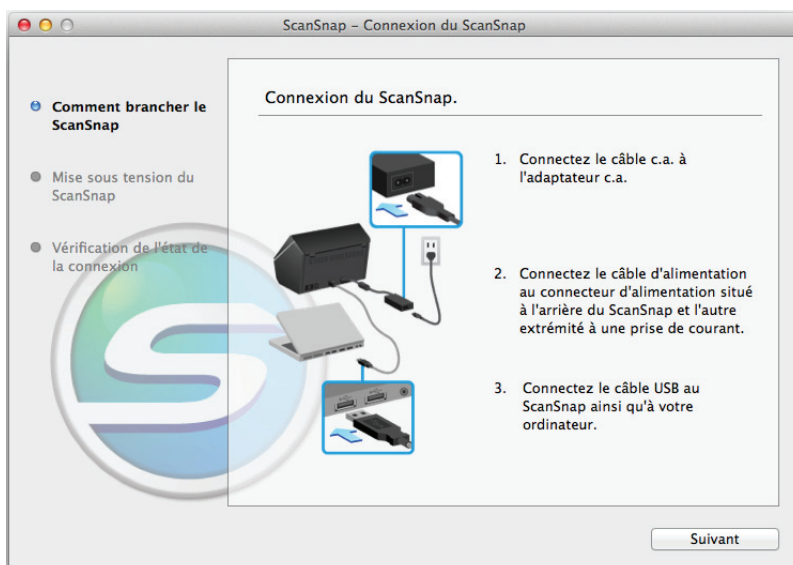 ScanSnap – Connexion du ScanSnap
Comment brancher le
ScanSnap
Mise sous tension du
ScanSnap
Vérification de l'état de
la connexion
Connexion du ScanSnap.
1. Connectez le câble c.a. à
l'adaptateur c.a.
2. Connectez le câble d'alimentation
au connecteur d'alimentation situé
à l'arrière du ScanSnap et l'autre
extrémité à une prise de courant.
3. Connectez le câble USB au
ScanSnap ainsi qu'à votre
ordinateur.
Suivant